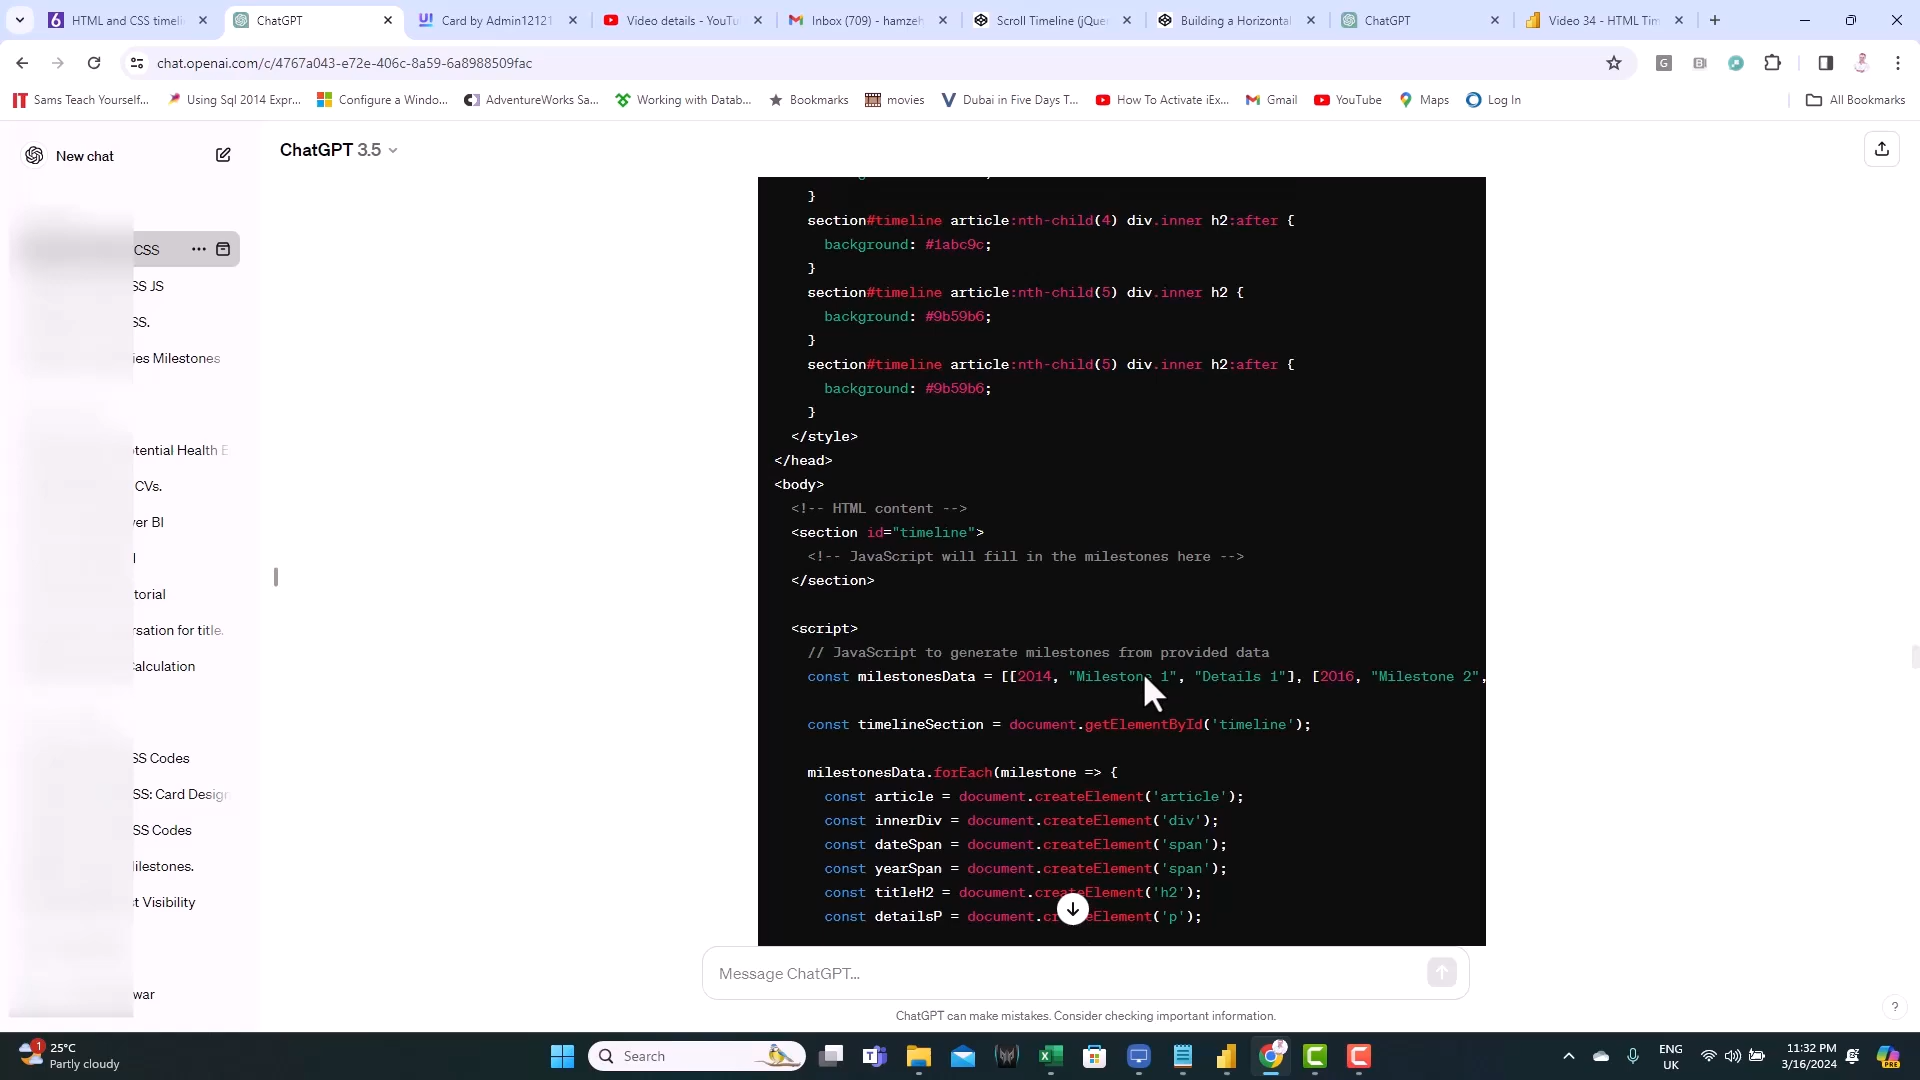 HTML and CSS timeli
ChatGPT
Card by Admin12121
Video details - YouTu
Inbox (709) - hamzeh
Scroll Timeline (jQue
Building a Horizontal
ChatGPT
Video 34 - HTML Tim
chat.openai.com/c/4767a043-e72e-406c-8a59-6a8988509fac
Sams Teach Yourself...
Using Sql 2014 Expr...
Configure a Windo...
AdventureWorks Sa...
Working with Datab...
Bookmarks
movies
Dubai in Five Days T...
How To Activate iEx...
Gmail
YouTube
Maps
Log In
All Bookmarks
New chat
ChatGPT 3.5
CSS
SS JS
SS.
ies Milestones
otential Health E
CVs.
er BI
torial
rsation for title.
Calculation
SS Codes
SS: Card Design
SS Codes
ilestones.
st Visibility
war
}
section#timeline article:nth-child(4) div.inner h2:after {
background: #1abc9c;
}
section#timeline article:nth-child(5) div.inner h2 {
background: #9b59b6;
}
section#timeline article:nth-child(5) div.inner h2:after {
background: #9b59b6;
}
</style>
</head>
<body>
<!-- HTML content -->
<section id="timeline">
<!-- JavaScript will fill in the milestones here -->
</section>
<script>
// JavaScript to generate milestones from provided data
const milestonesData = [[2014, "Milestone 1", "Details 1"], [2016, "Milestone 2",
const timelineSection = document.getElementById('timeline');
milestonesData.forEach(milestone => {
const article = document.createElement('article');
const innerDiv = document.createElement('div');
const dateSpan = document.createElement('span');
const yearSpan = document.createElement('span');
const titleH2 = document.createElement('h2');
const detailsP = document.createElement('p');
Message ChatGPT...
ChatGPT can make mistakes. Consider checking important information.
?
1
25°C
Partly cloudy
Search
ENG
UK
11:32 PM
3/16/2024